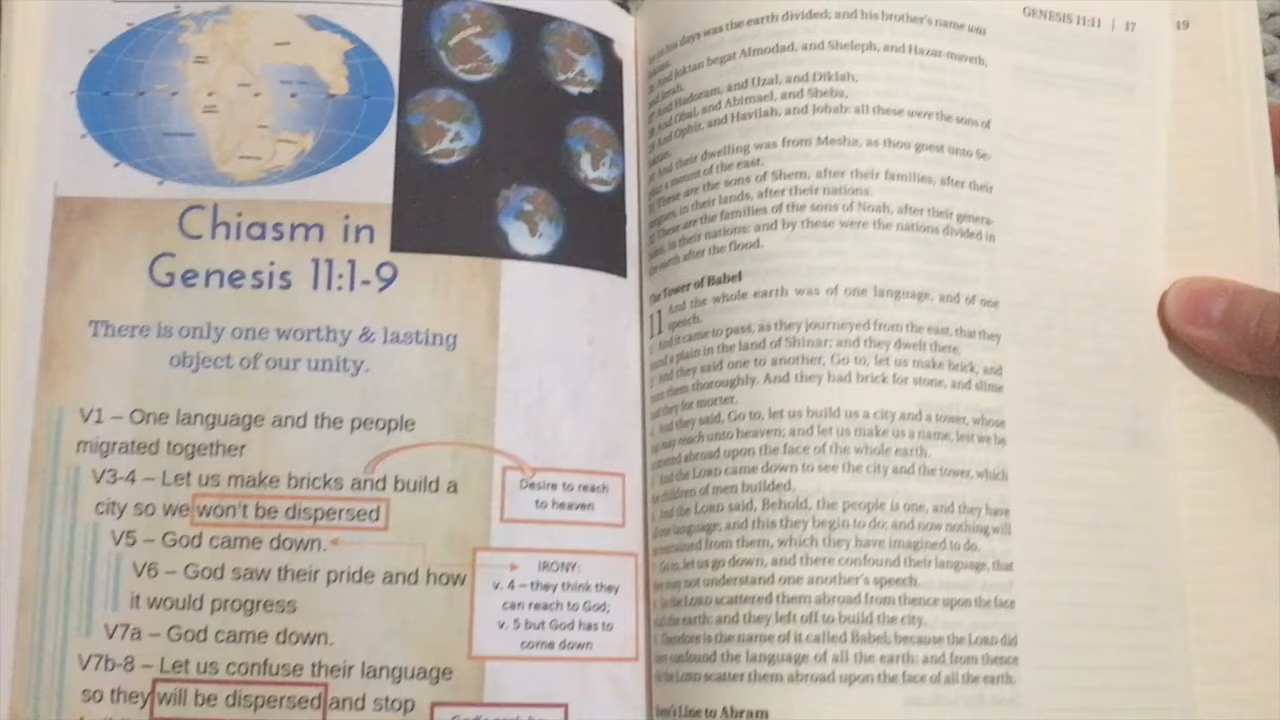 Chiasm in
Genesis 11:1-9
There is only one worthy & lasting
object of our unity.
V1 – One language and the people
migrated together
V3-4 – Let us make bricks and build a
city so we won't be dispersed
V5 – God came down.
V6 – God saw their pride and how
it would progress
V7a – God came down.
V7b-8 – Let us confuse their language
so they will be dispersed and stop
Desire to reach
to heaven
IRONY:
v. 4 – they think they
can reach to God;
v. 5 but God has to
come down
GENESIS 11:11 | 17
19
in his days was the earth divided; and his brother's name was
And Joktan begat Almodad, and Sheleph, and Hazar-maveth,
and Jerah,
And Hadoram, and Uzal, and Diklah,
And Obal, and Abimael, and Sheba,
And Ophir, and Havilah, and Jobab: all these were the sons of
And their dwelling was from Mesha, as thou goest unto Se-
a mount of the east.
These are the sons of Shem, after their families, after their
in their lands, after their nations.
These are the families of the sons of Noah, after their genera-
in their nations: and by these were the nations divided in
the earth after the flood.
The Tower of Babel
11 And the whole earth was of one language, and of one
speech.
And it came to pass, as they journeyed from the east, that they
a plain in the land of Shinar; and they dwelt there.
And they said one to another, Go to, let us make brick, and
them thoroughly. And they had brick for stone, and slime
had they for morter.
And they said, Go to, let us build us a city and a tower, whose
may reach unto heaven; and let us make us a name, lest we be
abroad upon the face of the whole earth.
And the LORD came down to see the city and the tower, which
children of men builded.
And the LORD said, Behold, the people is one, and they have
one language; and this they begin to do: and now nothing will
from them, which they have imagined to do.
Go to, let us go down, and there confound their language, that
may not understand one another's speech.
So the LORD scattered them abroad from thence upon the face
all the earth: and they left off to build the city.
Therefore is the name of it called Babel; because the LORD did
confound the language of all the earth: and from thence
the LORD scatter them abroad upon the face of all the earth.
Line to Abram